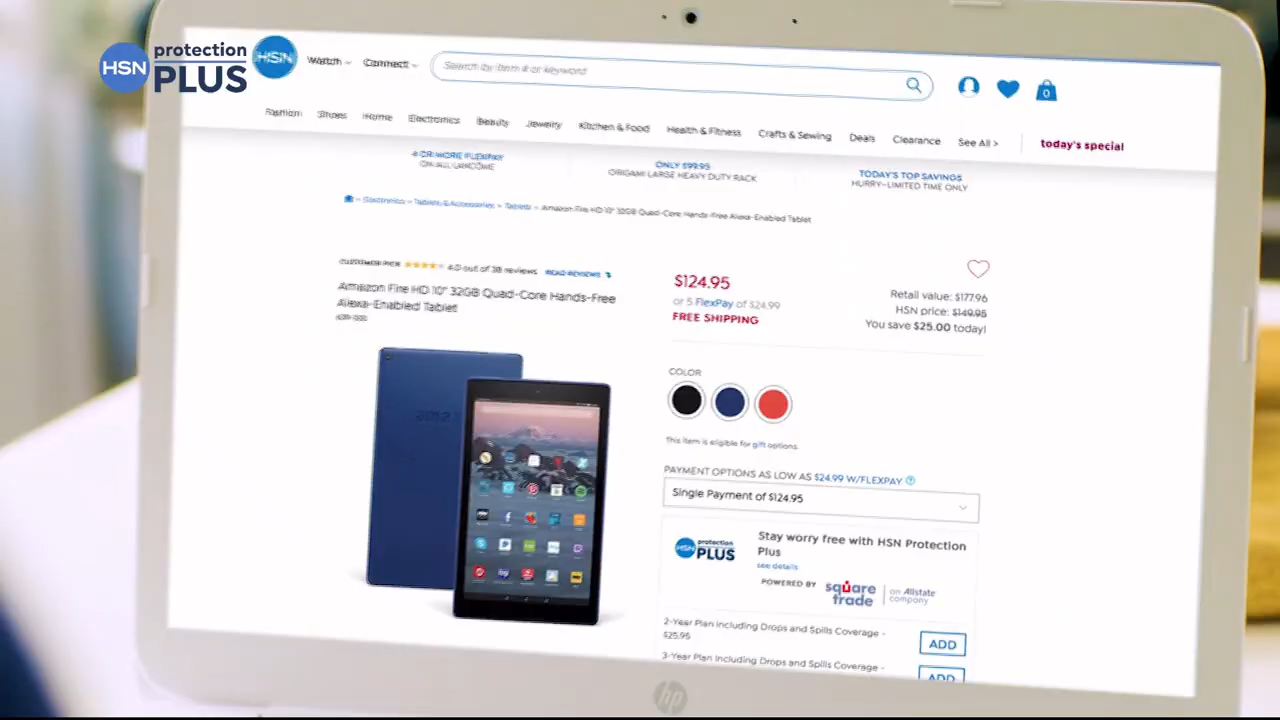 HSN protection PLUS
HSN Watch Connect Search by item # or keyword 0
Fashion Shoes Home Electronics Beauty Jewelry Kitchen & Food Health & Fitness Crafts & Sewing Deals Clearance See All > today's special
4 OR MORE FLEXPAY
ON ALL LANCOME
ONLY $99.95
ORIGAMI LARGE HEAVY DUTY RACK
TODAY'S TOP SAVINGS
HURRY–LIMITED TIME ONLY
Electronics Tablets & Accessories Tablets Amazon Fire HD 10" 32GB Quad-Core Hands-Free Alexa-Enabled Tablet
CUSTOMER PICK 4.0 out of 38 reviews READ REVIEWS
Amazon Fire HD 10" 32GB Quad-Core Hands-Free
Alexa-Enabled Tablet
$124.95
or 5 FlexPay of $24.99
FREE SHIPPING
Retail value: $177.96
HSN price: $149.95
You save $25.00 today!
COLOR
This item is eligible for gift options.
PAYMENT OPTIONS AS LOW AS $24.99 W/FLEXPAY ?
Single Payment of $124.95
HSN protection PLUS
Stay worry free with HSN Protection
Plus
see details
POWERED BY square trade an Allstate company
2-Year Plan Including Drops and Spills Coverage -
$25.95
ADD
3-Year Plan Including Drops and Spills Coverage -
ADD
hp